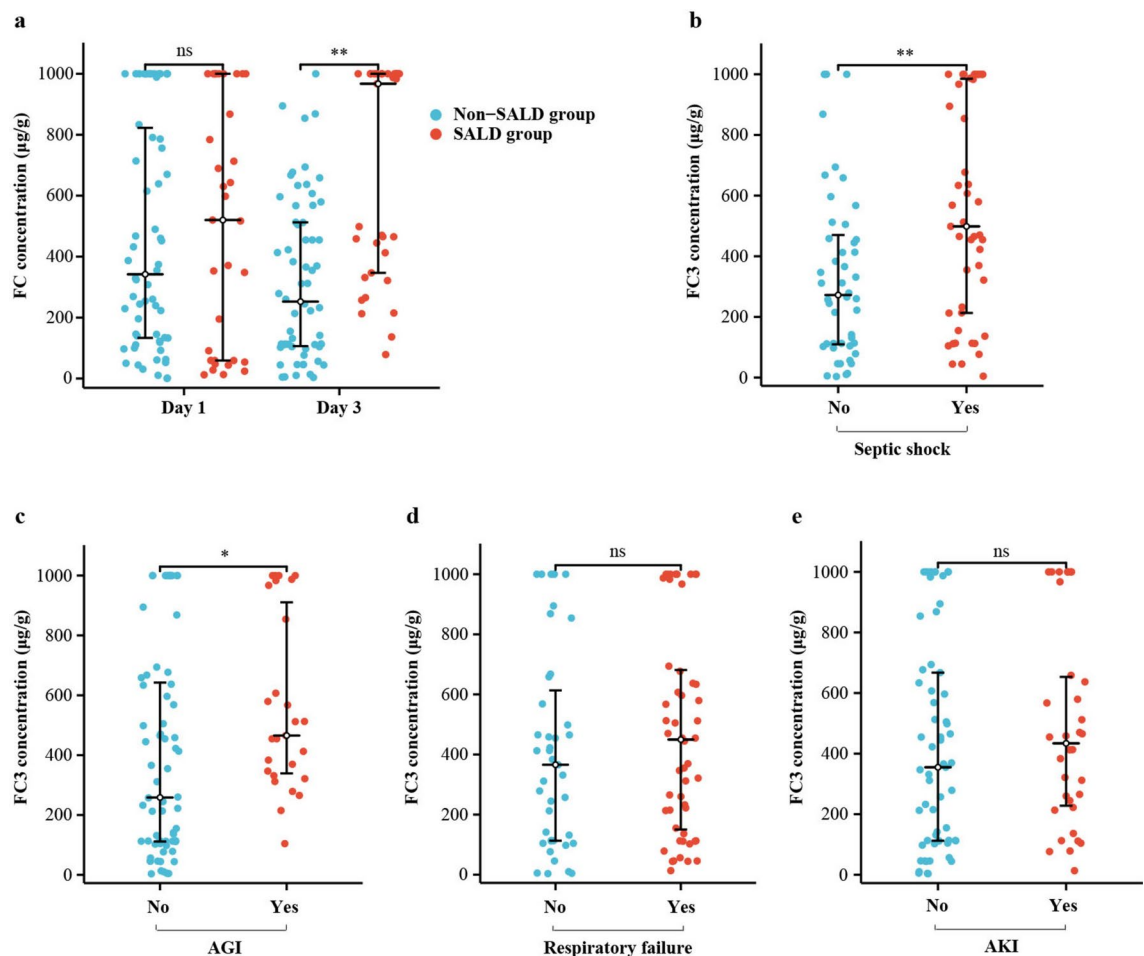 a
ns
**
1000
800
600
400
200
0
FC concentration (μg/g)
Day 1
Day 3
Non−SALD group
SALD group
b
**
1000
800
600
400
200
0
FC3 concentration (μg/g)
No
Yes
Septic shock
c
*
1000
800
600
400
200
0
FC3 concentration (μg/g)
No
Yes
AGI
d
ns
1000
800
600
400
200
0
FC3 concentration (μg/g)
No
Yes
Respiratory failure
e
ns
1000
800
600
400
200
0
FC3 concentration (μg/g)
No
Yes
AKI